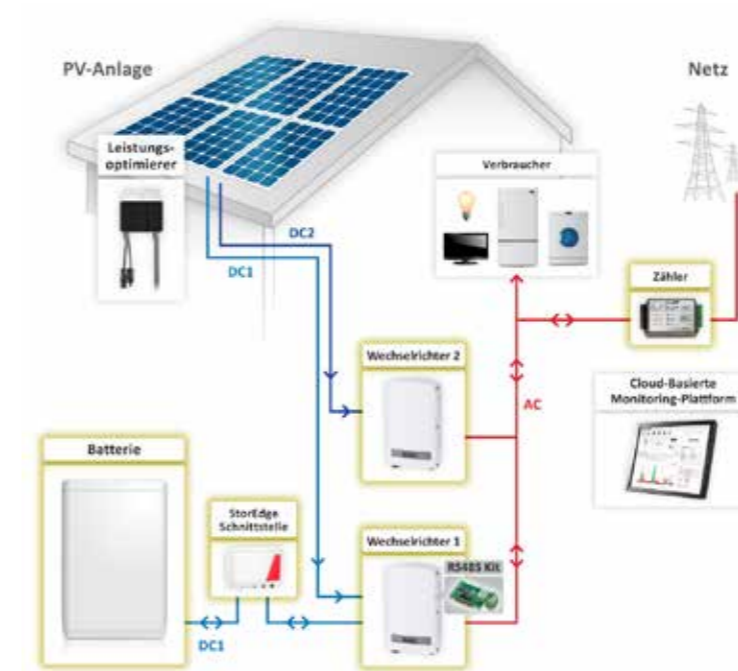 PV-Anlage
Netz
Leistungs-
optimierer
Verbraucher
DC2
DC1
Zähler
Wechselrichter 2
AC
Cloud-Basierte
Monitoring-Plattform
Batterie
StorEdge
Schnittstelle
Wechselrichter 1
RS485 Kit
DC1